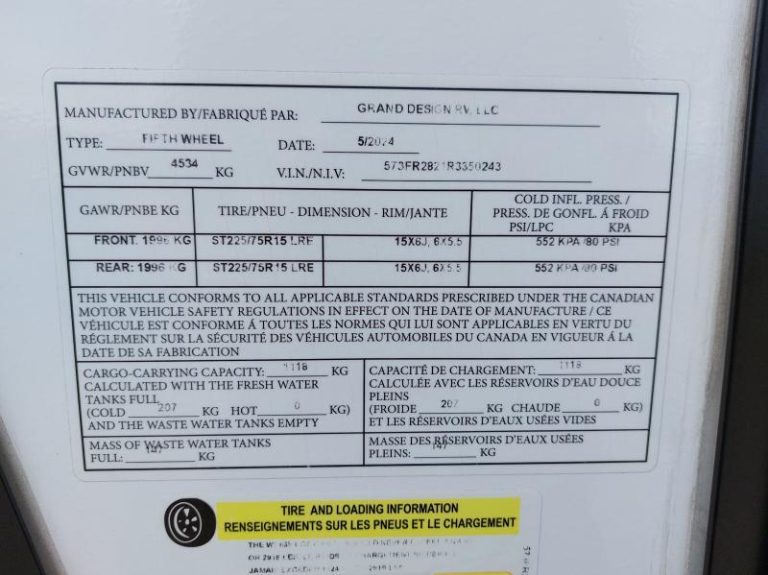 MANUFACTURED BY/FABRIQUÉ PAR: GRAND DESIGN RV, LLC
TYPE: FIFTH WHEEL DATE: 5/2024
GVWR/PNBV 4534 KG V.I.N./N.I.V: 573FR2821R3350243
GAWR/PNBE KG TIRE/PNEU - DIMENSION - RIM/JANTE COLD INFL. PRESS. /
PRESS. DE GONFL. Á FROID
PSI/LPC KPA
FRONT: 1996 KG ST225/75R15 LRE 15X6J, 6X5.5 552 KPA /80 PSI
REAR: 1996 KG ST225/75R15 LRE 15X6J, 6X5.5 552 KPA /80 PSI
THIS VEHICLE CONFORMS TO ALL APPLICABLE STANDARDS PRESCRIBED UNDER THE CANADIAN
MOTOR VEHICLE SAFETY REGULATIONS IN EFFECT ON THE DATE OF MANUFACTURE / CE
VÉHICULE EST CONFORME Á TOUTES LES NORMES QUI LUI SONT APPLICABLES EN VERTU DU
RÉGLEMENT SUR LA SÉCURITÉ DES VÉHICULES AUTOMOBILES DU CANADA EN VIGUEUR Á LA
DATE DE SA FABRICATION
CARGO-CARRYING CAPACITY: 1118 KG
CALCULATED WITH THE FRESH WATER
TANKS FULL
(COLD 207 KG HOT 0 KG)
AND THE WASTE WATER TANKS EMPTY
CAPACITÉ DE CHARGEMENT: 1118 KG
CALCULÉE AVEC LES RÉSERVOIRS D'EAU DOUCE
PLEINS
(FROIDE 207 KG CHAUDE 0 KG)
ET LES RÉSERVOIRS D'EAUX USÉES VIDES
MASS OF WASTE WATER TANKS
FULL: 147 KG
MASSE DES RÉSERVOIRS D'EAUX USÉES
PLEINS: 147 KG
TIRE AND LOADING INFORMATION
RENSEIGNEMENTS SUR LES PNEUS ET LE CHARGEMENT